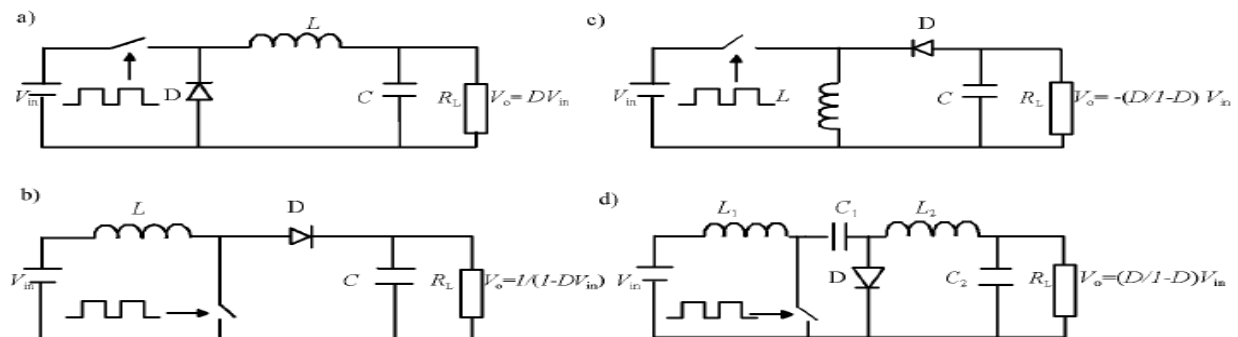 a)
L
V_in
D
C
R_L
V_o= DV_in
c)
D
V_in
L
C
R_L
V_o= -(D/1-D) V_in
b)
L
D
V_in
C
R_L
V_o=1/(1-DV_in)
d)
L_1
C_1
L_2
V_in
D
C_2
R_L
V_o=(D/1-D)V_in